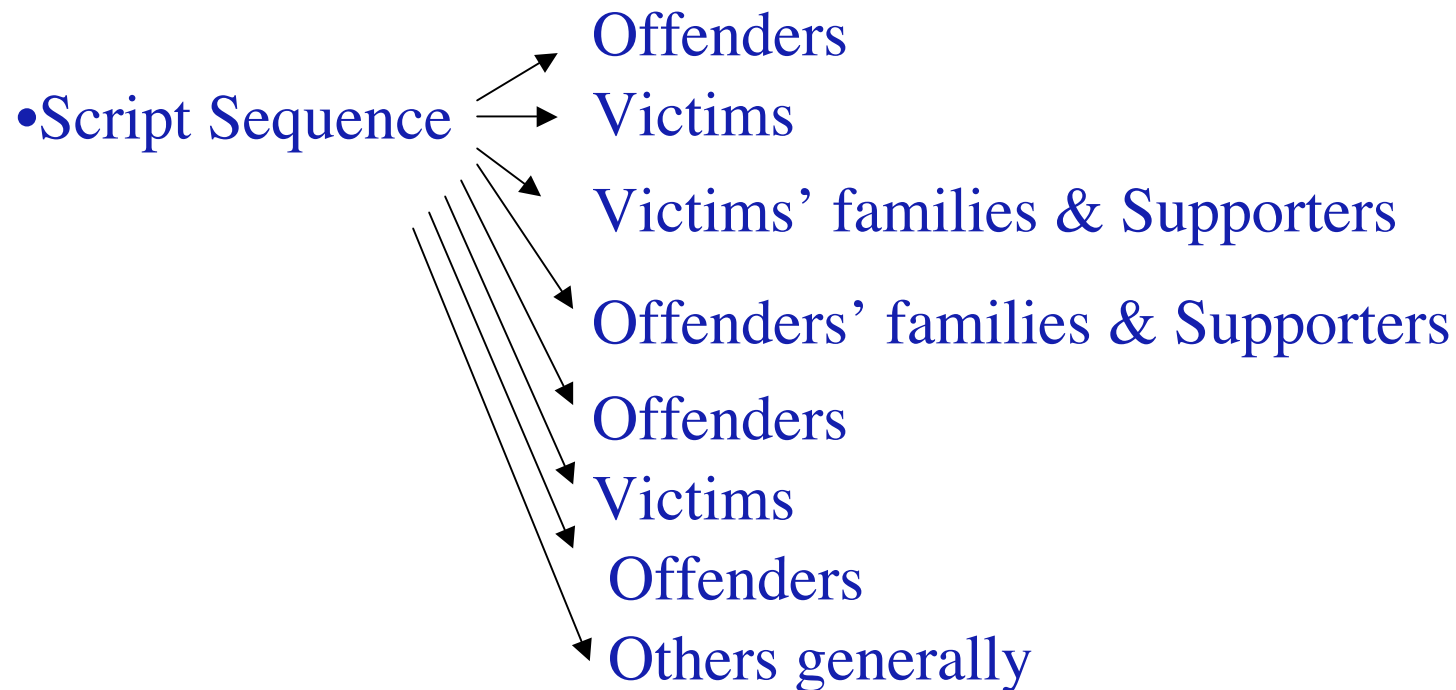 Offenders
•Script Sequence
Victims
Victims’ families & Supporters
Offenders’ families & Supporters
Offenders
Victims
Offenders
Others generally